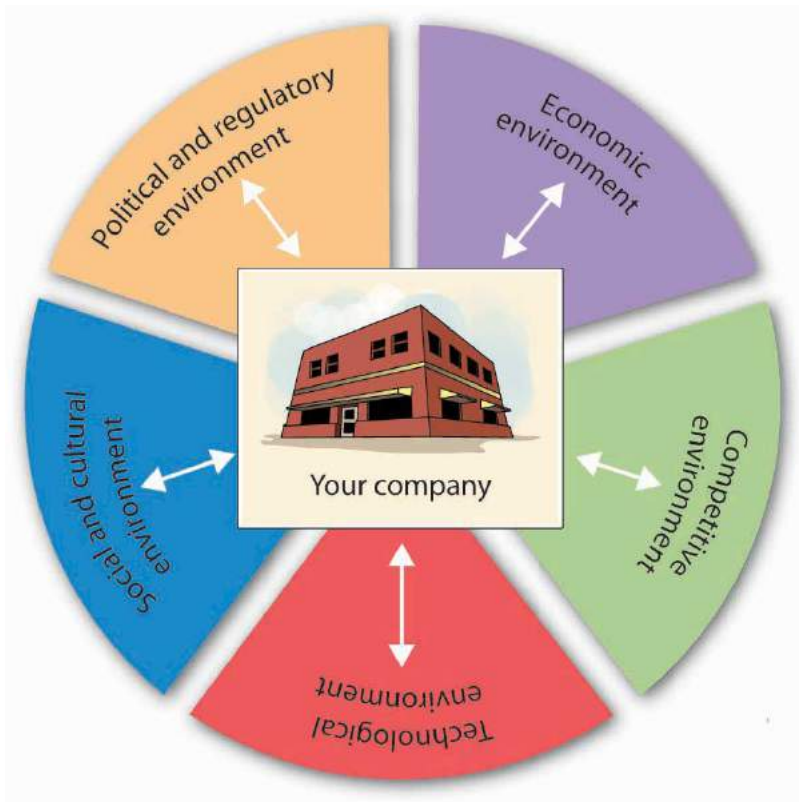 Political and regulatory
environment
Economic
environment
Competitive
environment
Technological
environment
Social and cultural
environment
Your company